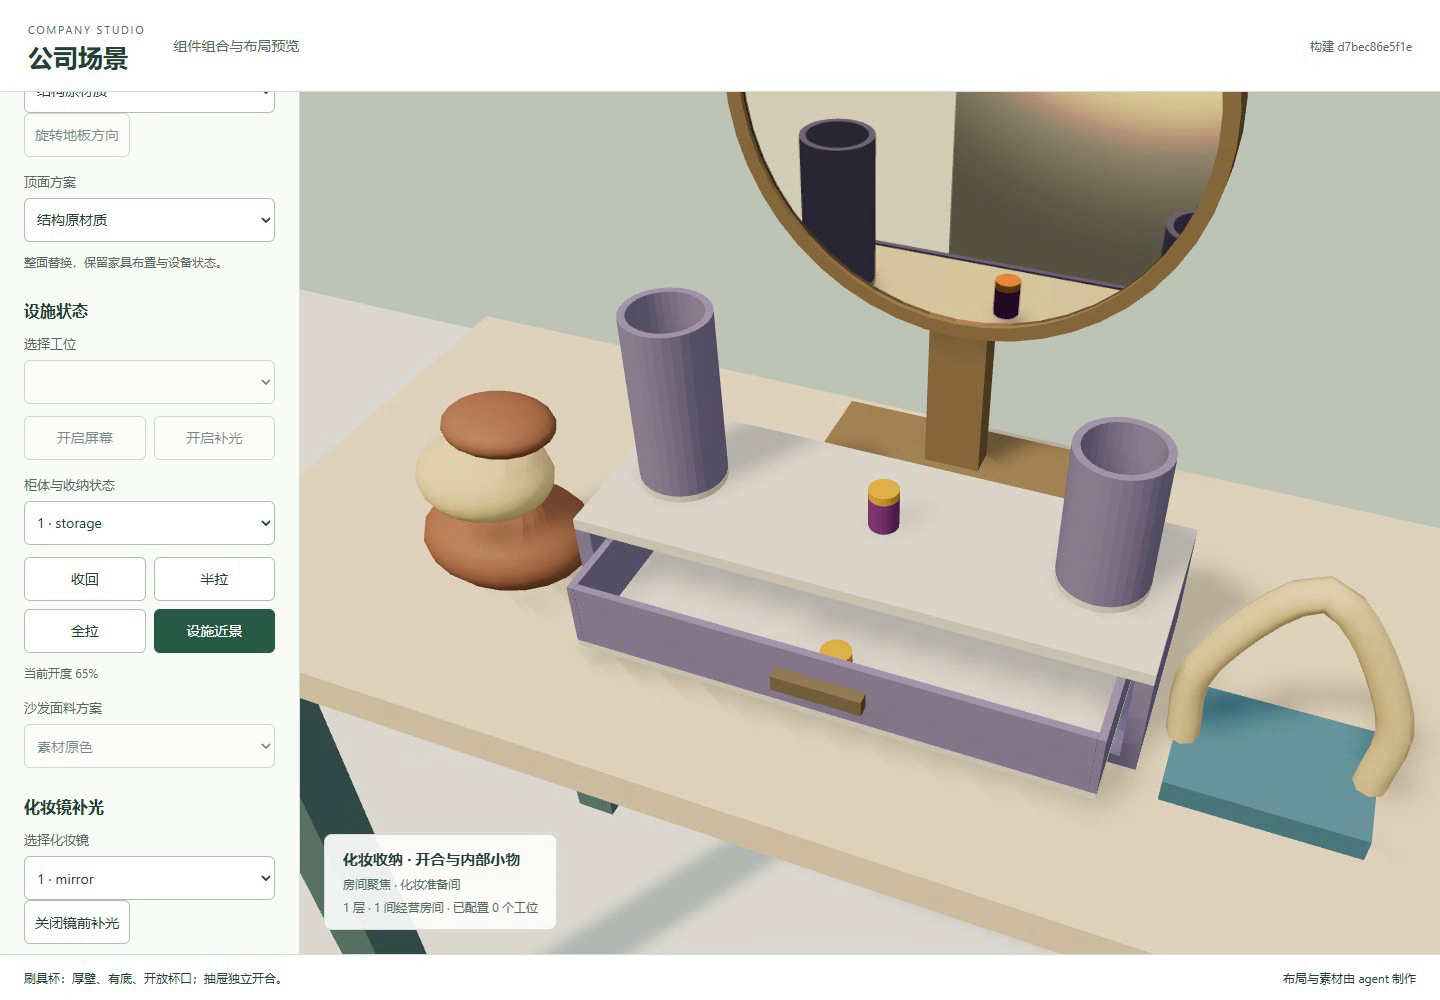 COMPANY STUDIO
公司场景
组件组合与布局预览
构建 d7bec86e5f1e
结构原材质
旋转地板方向
顶面方案
结构原材质
整面替换，保留家具布置与设备状态。
设施状态
选择工位
开启屏幕
开启补光
柜体与收纳状态
1 · storage
收回
半拉
全拉
设施近景
当前开度 65%
沙发面料方案
素材原色
化妆镜补光
选择化妆镜
1 · mirror
关闭镜前补光
化妆收纳 · 开合与内部小物
房间聚焦 · 化妆准备间
1 层 · 1 间经营房间 · 已配置 0 个工位
刷具杯：厚壁、有底、开放杯口；抽屉独立开合。
布局与素材由 agent 制作